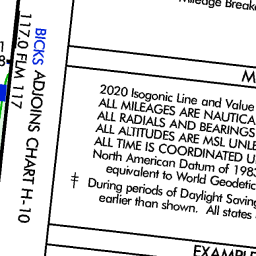 Mileage Break
BICKS ADJOINS CHART H-10
117.0 FLM 117
8
M
2020 Isogonic Line and Value
ALL MILEAGES ARE NAUTICA
ALL RADIALS AND BEARINGS
ALL ALTITUDES ARE MSL UNLE
ALL TIME IS COORDINATED U
North American Datum of 1983
equivalent to World Geodetic
‡ During periods of Daylight Saving
earlier than shown. All states
EXAMPLE